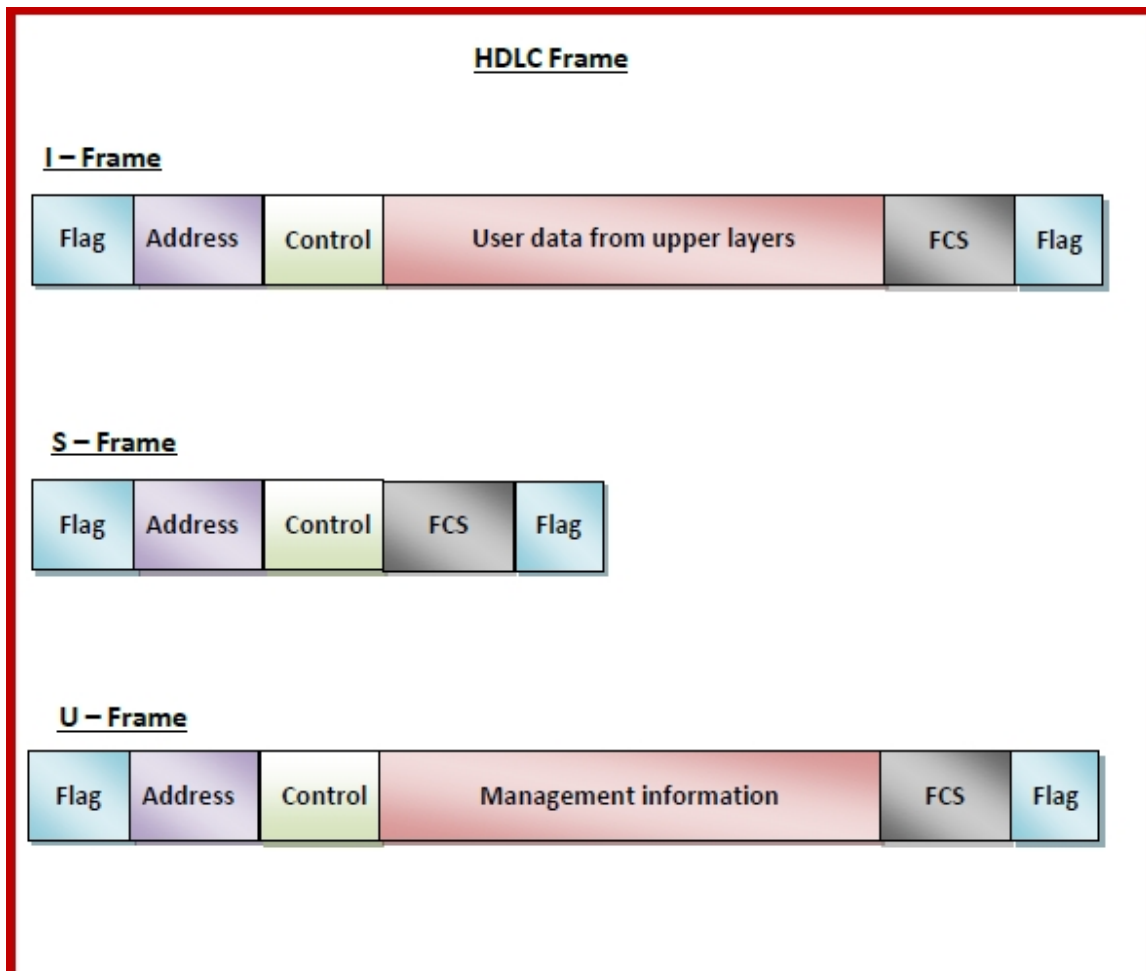 HDLC Frame
I – Frame
Flag Address Control User data from upper layers FCS Flag
S – Frame
Flag Address Control FCS Flag
U – Frame
Flag Address Control Management information FCS Flag